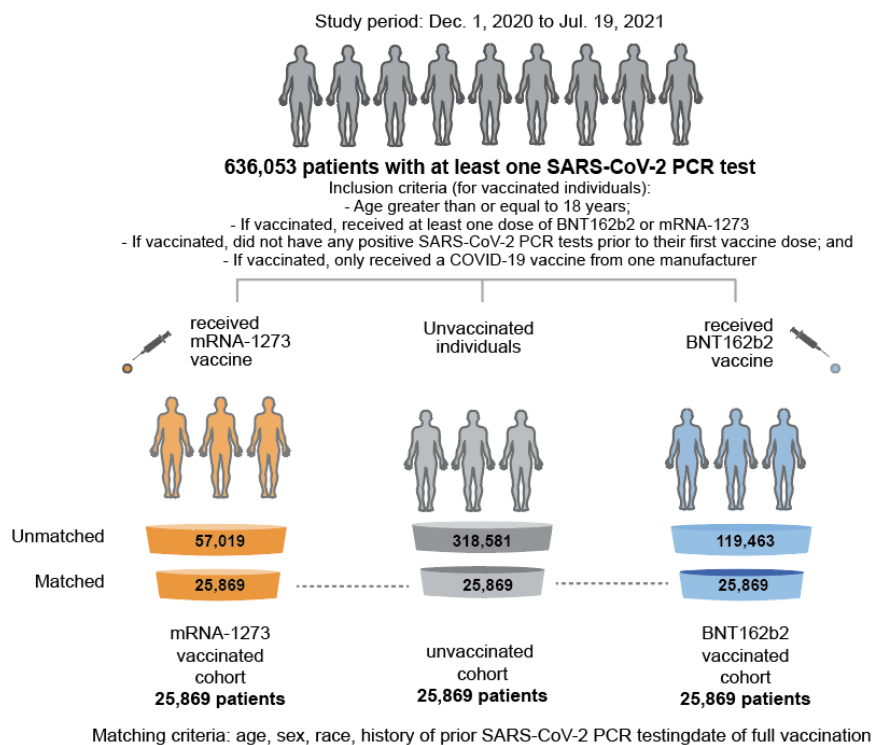 Study period: Dec. 1, 2020 to Jul. 19, 2021
636,053 patients with at least one SARS-CoV-2 PCR test
Inclusion criteria (for vaccinated individuals):
- Age greater than or equal to 18 years;
- If vaccinated, received at least one dose of BNT162b2 or mRNA-1273
- If vaccinated, did not have any positive SARS-CoV-2 PCR tests prior to their first vaccine dose; and
- If vaccinated, only received a COVID-19 vaccine from one manufacturer
received
mRNA-1273
vaccine
Unvaccinated
individuals
received
BNT162b2
vaccine
Unmatched
57,019
318,581
119,463
Matched
25,869
25,869
25,869
mRNA-1273
vaccinated
cohort
25,869 patients
unvaccinated
cohort
25,869 patients
BNT162b2
vaccinated
cohort
25,869 patients
Matching criteria: age, sex, race, history of prior SARS-CoV-2 PCR testingdate of full vaccination